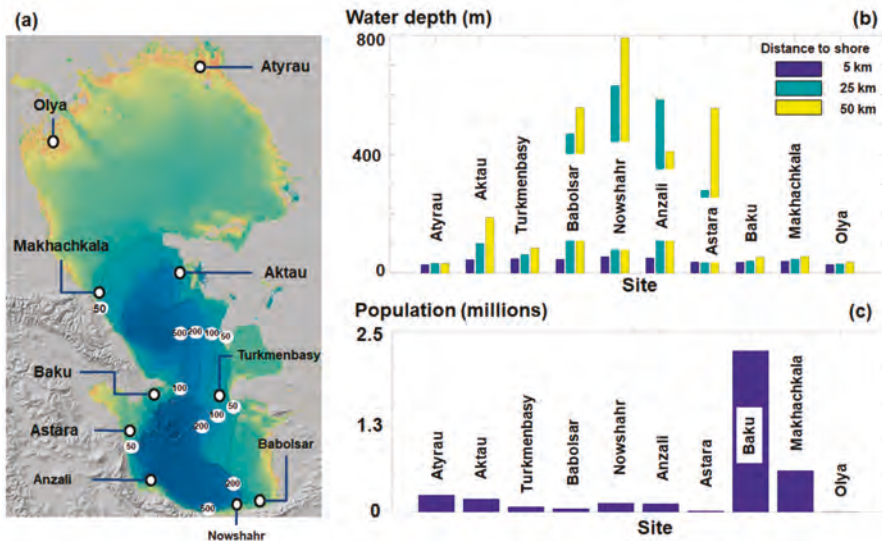 (a)
Atyrau
Olya
Makhachkala
Aktau
50
500 200 100 50
Turkmenbasy
Baku
100
50
100
200
Astara
50
Babolsar
Anzali
200
500
Nowshahr
Water depth (m)
(b)
800
Distance to shore
5 km
25 km
50 km
400
Atyrau
Aktau
Turkmenbasy
Babolsar
Nowshahr
Anzali
Astara
Baku
Makhachkala
Olya
0
Site
Population (millions)
(c)
2.5
1.3
Atyrau
Aktau
Turkmenbasy
Babolsar
Nowshahr
Anzali
Astara
Baku
Makhachkala
Olya
0
Site